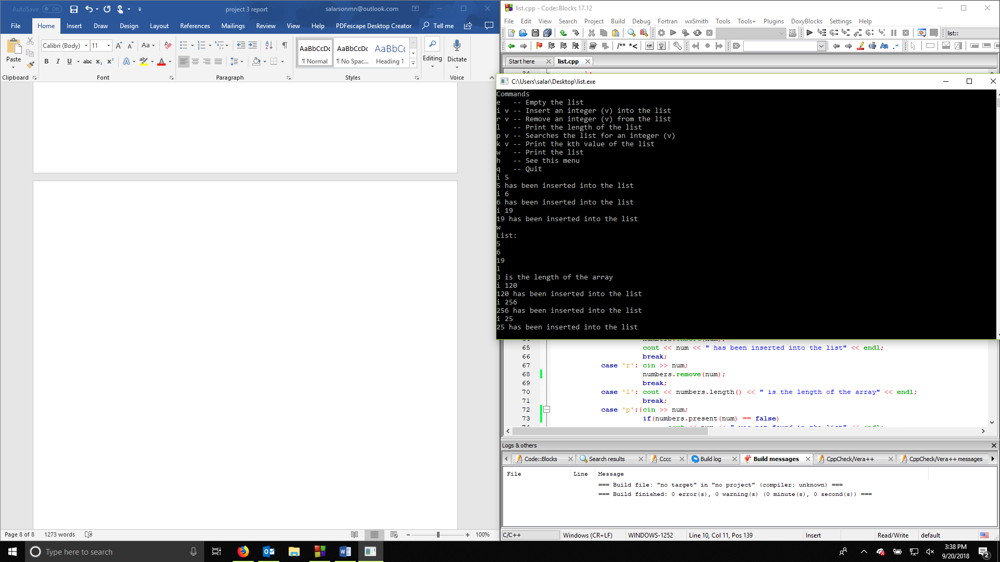 AutoSave Off project 3 report salarsonmn@outlook.com
File Home Insert Draw Design Layout References Mailings Review View Help PDFescape Desktop Creator Tell me
Calibri (Body) 11 Aa
Paste B I U abc x₂ x² A A
AaBbCcDc AaBbCcDc AaBbCc
¶ Normal ¶ No Spac... Heading 1
Editing Dictate
Clipboard Font Paragraph Styles Voice
Page 8 of 8 1273 words 100%
list.cpp - Code::Blocks 17.12
File Edit View Search Project Build Debug Fortran wxSmith Tools Tools+ Plugins DoxyBlocks Settings Help
list::
/** *<
Start here list.cpp
C:\Users\salar\Desktop\list.exe
Commands
e -- Empty the list
i v -- Insert an integer (v) into the list
r v -- Remove an integer (v) from the list
l -- Print the length of the list
p v -- Searches the list for an integer (v)
k v -- Print the kth value of the list
w -- Print the list
h -- See this menu
q -- Quit
i 5
5 has been inserted into the list
i 6
6 has been inserted into the list
i 19
19 has been inserted into the list
w
List:
5
6
19
l
3 is the length of the array
i 120
120 has been inserted into the list
i 256
256 has been inserted into the list
i 25
25 has been inserted into the list
65 cout << num << " has been inserted into the list" << endl;
66 break;
67 case 'r': cin >> num;
68 numbers.remove(num);
69 break;
70 case 'l': cout << numbers.length() << " is the length of the array" << endl;
71 break;
72 case 'p':{cin >> num;
73 if(numbers.present(num) == false)
Logs & others
Code::Blocks Search results Cccc Build log Build messages CppCheck/Vera++ CppCheck/Vera++ messages
File Line Message
=== Build file: "no target" in "no project" (compiler: unknown) ===
=== Build finished: 0 error(s), 0 warning(s) (0 minute(s), 0 second(s)) ===
C/C++ Windows (CR+LF) WINDOWS-1252 Line 10, Col 11, Pos 139 Insert Read/Write default
Type here to search
3:38 PM
9/20/2018
2